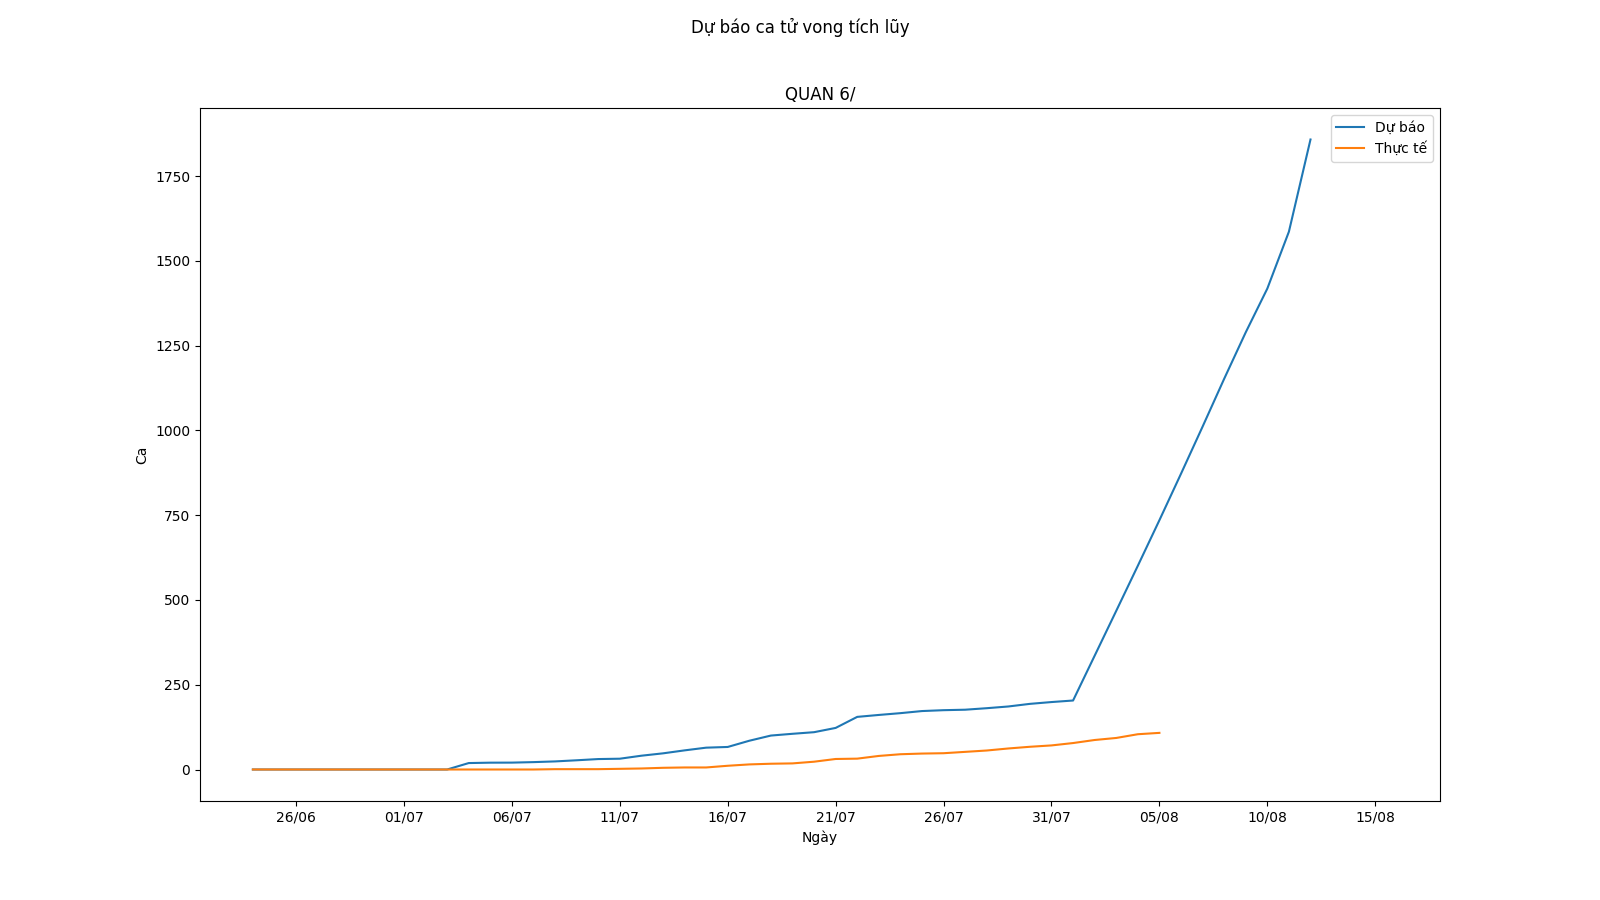 Dự báo ca tử vong tích lũy
QUAN 6/
Dự báo
Thực tế
1750
1500
1250
1000
750
500
250
0
Ca
26/06 01/07 06/07 11/07 16/07 21/07 26/07 31/07 05/08 10/08 15/08
Ngày